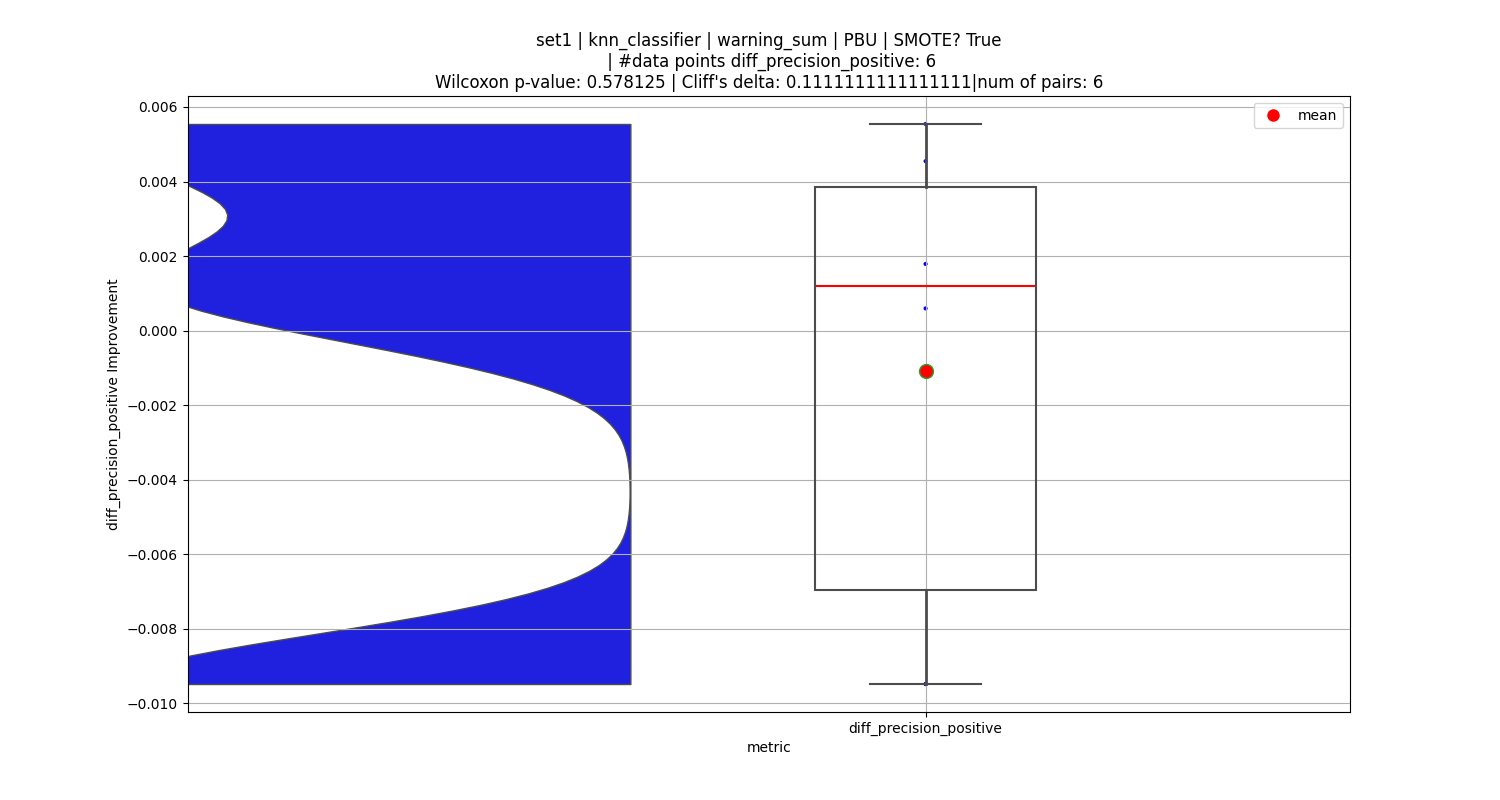 set1 | knn_classifier | warning_sum | PBU | SMOTE? True
| #data points diff_precision_positive: 6
Wilcoxon p-value: 0.578125 | Cliff's delta: 0.1111111111111111|num of pairs: 6
mean
diff_precision_positive Improvement
0.006
0.004
0.002
0.000
−0.002
−0.004
−0.006
−0.008
−0.010
diff_precision_positive
metric